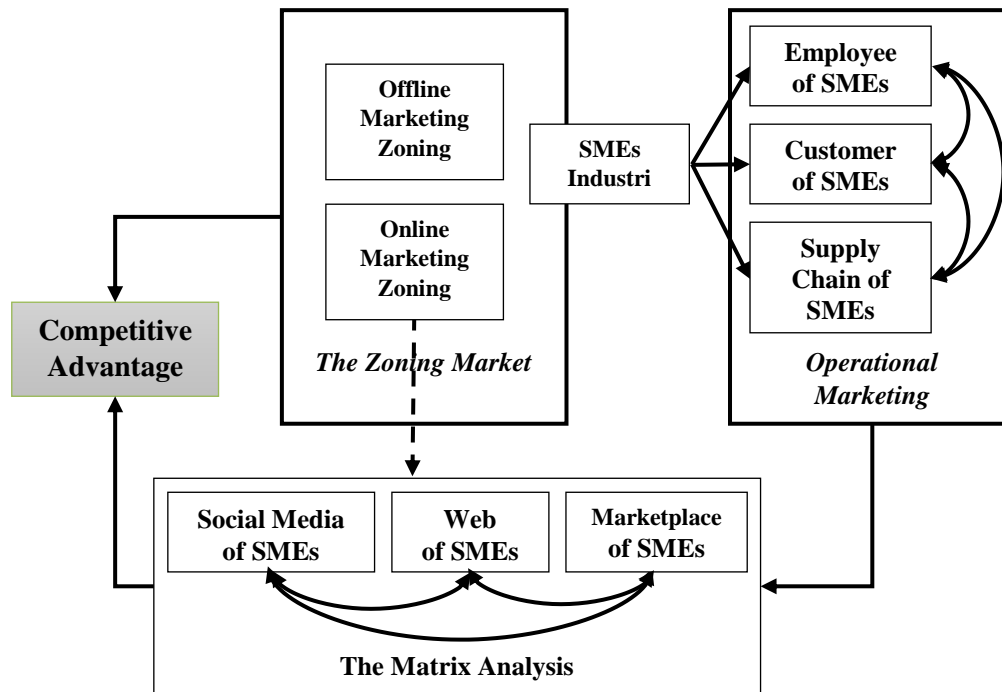 Offline
Marketing
Zoning
Online
Marketing
Zoning
The Zoning Market
SMEs
Industri
Employee
of SMEs
Customer
of SMEs
Supply
Chain of
SMEs
Operational
Marketing
Competitive
Advantage
Social Media
of SMEs
Web
of SMEs
Marketplace
of SMEs
The Matrix Analysis